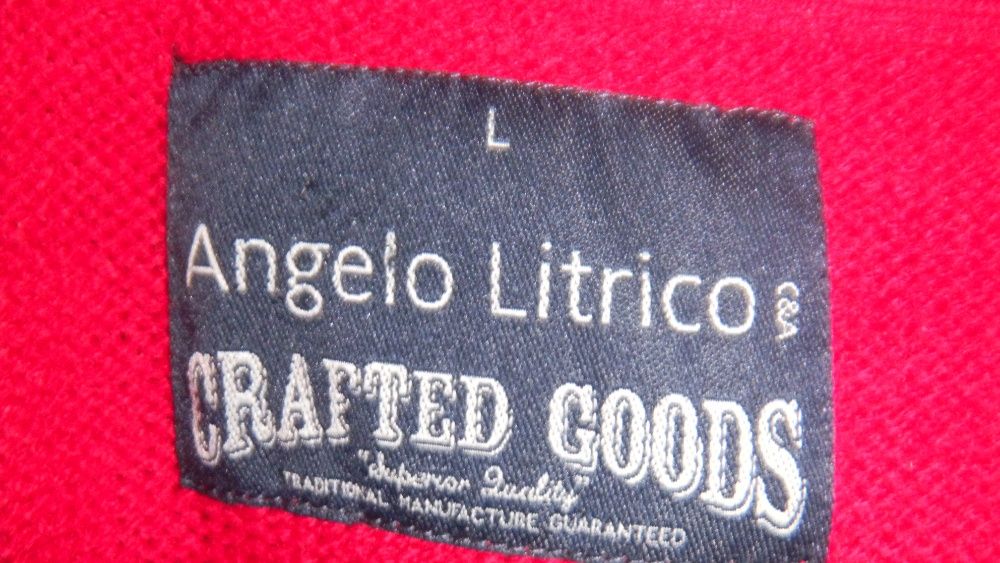 L
Angelo Litrico C&A
CRAFTED GOODS
"Superior Quality"
TRADITIONAL MANUFACTURE GUARANTEED